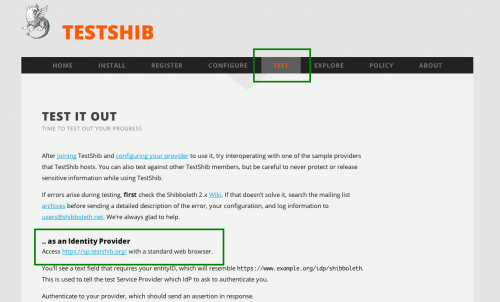 TESTSHIB
HOME INSTALL REGISTER CONFIGURE TEST EXPLORE POLICY ABOUT
TEST IT OUT
TIME TO TEST OUT YOUR PROGRESS
After joining TestShib and configuring your provider to use it, try interoperating with one of the sample providers
that TestShib hosts. You can also test against other TestShib members, but be careful to never protect or release
sensitive information while using TestShib.
If errors arise during testing, first check the Shibboleth 2.x Wiki. If that doesn't solve it, search the mailing list
archives before sending a detailed description of the error, your configuration, and log information to
users@shibboleth.net. We're always glad to help.
.. as an Identity Provider
Access https://sp.testshib.org/ with a standard web browser.
You'll see a text field that requires your entityID, which will resemble https://www.example.org/idp/shibboleth.
This is used to tell the test Service Provider which IdP to ask to authenticate you.
Authenticate to your provider, which should send an assertion in response.